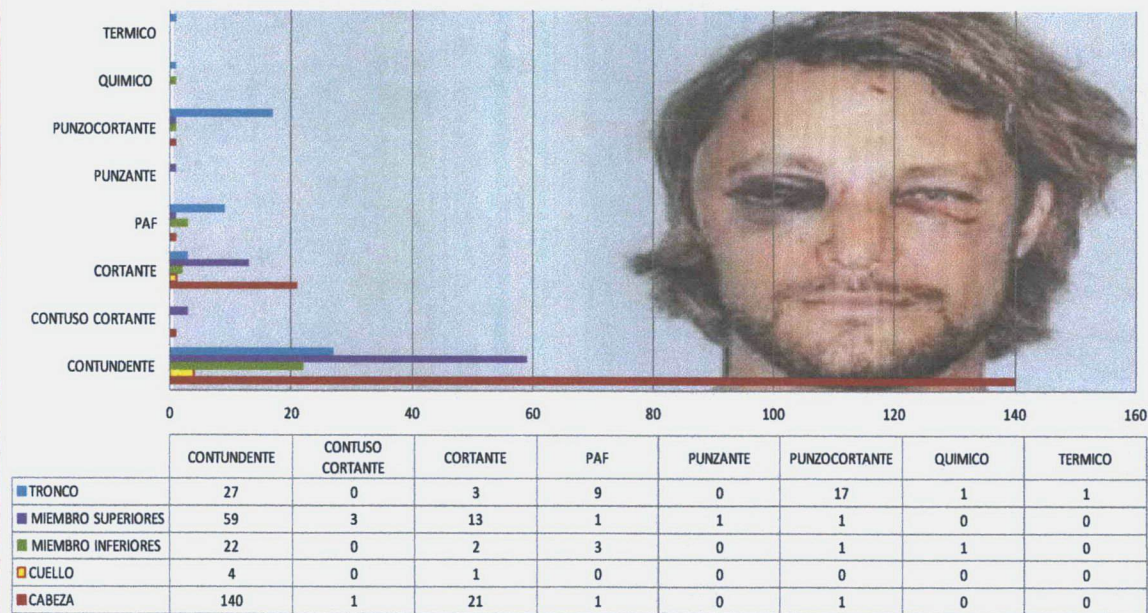 TERMICO
QUIMICO
PUNZOCORTANTE
PUNZANTE
PAF
CORTANTE
CONTUSO CORTANTE
CONTUNDENTE
0 20 40 60 80 100 120 140 160
CONTUNDENTE CONTUSO CORTANTE CORTANTE PAF PUNZANTE PUNZOCORTANTE QUIMICO TERMICO
TRONCO 27 0 3 9 0 17 1 1
MIEMBRO SUPERIORES 59 3 13 1 1 1 0 0
MIEMBRO INFERIORES 22 0 2 3 0 1 1 0
CUELLO 4 0 1 0 0 0 0 0
CABEZA 140 1 21 1 0 1 0 0